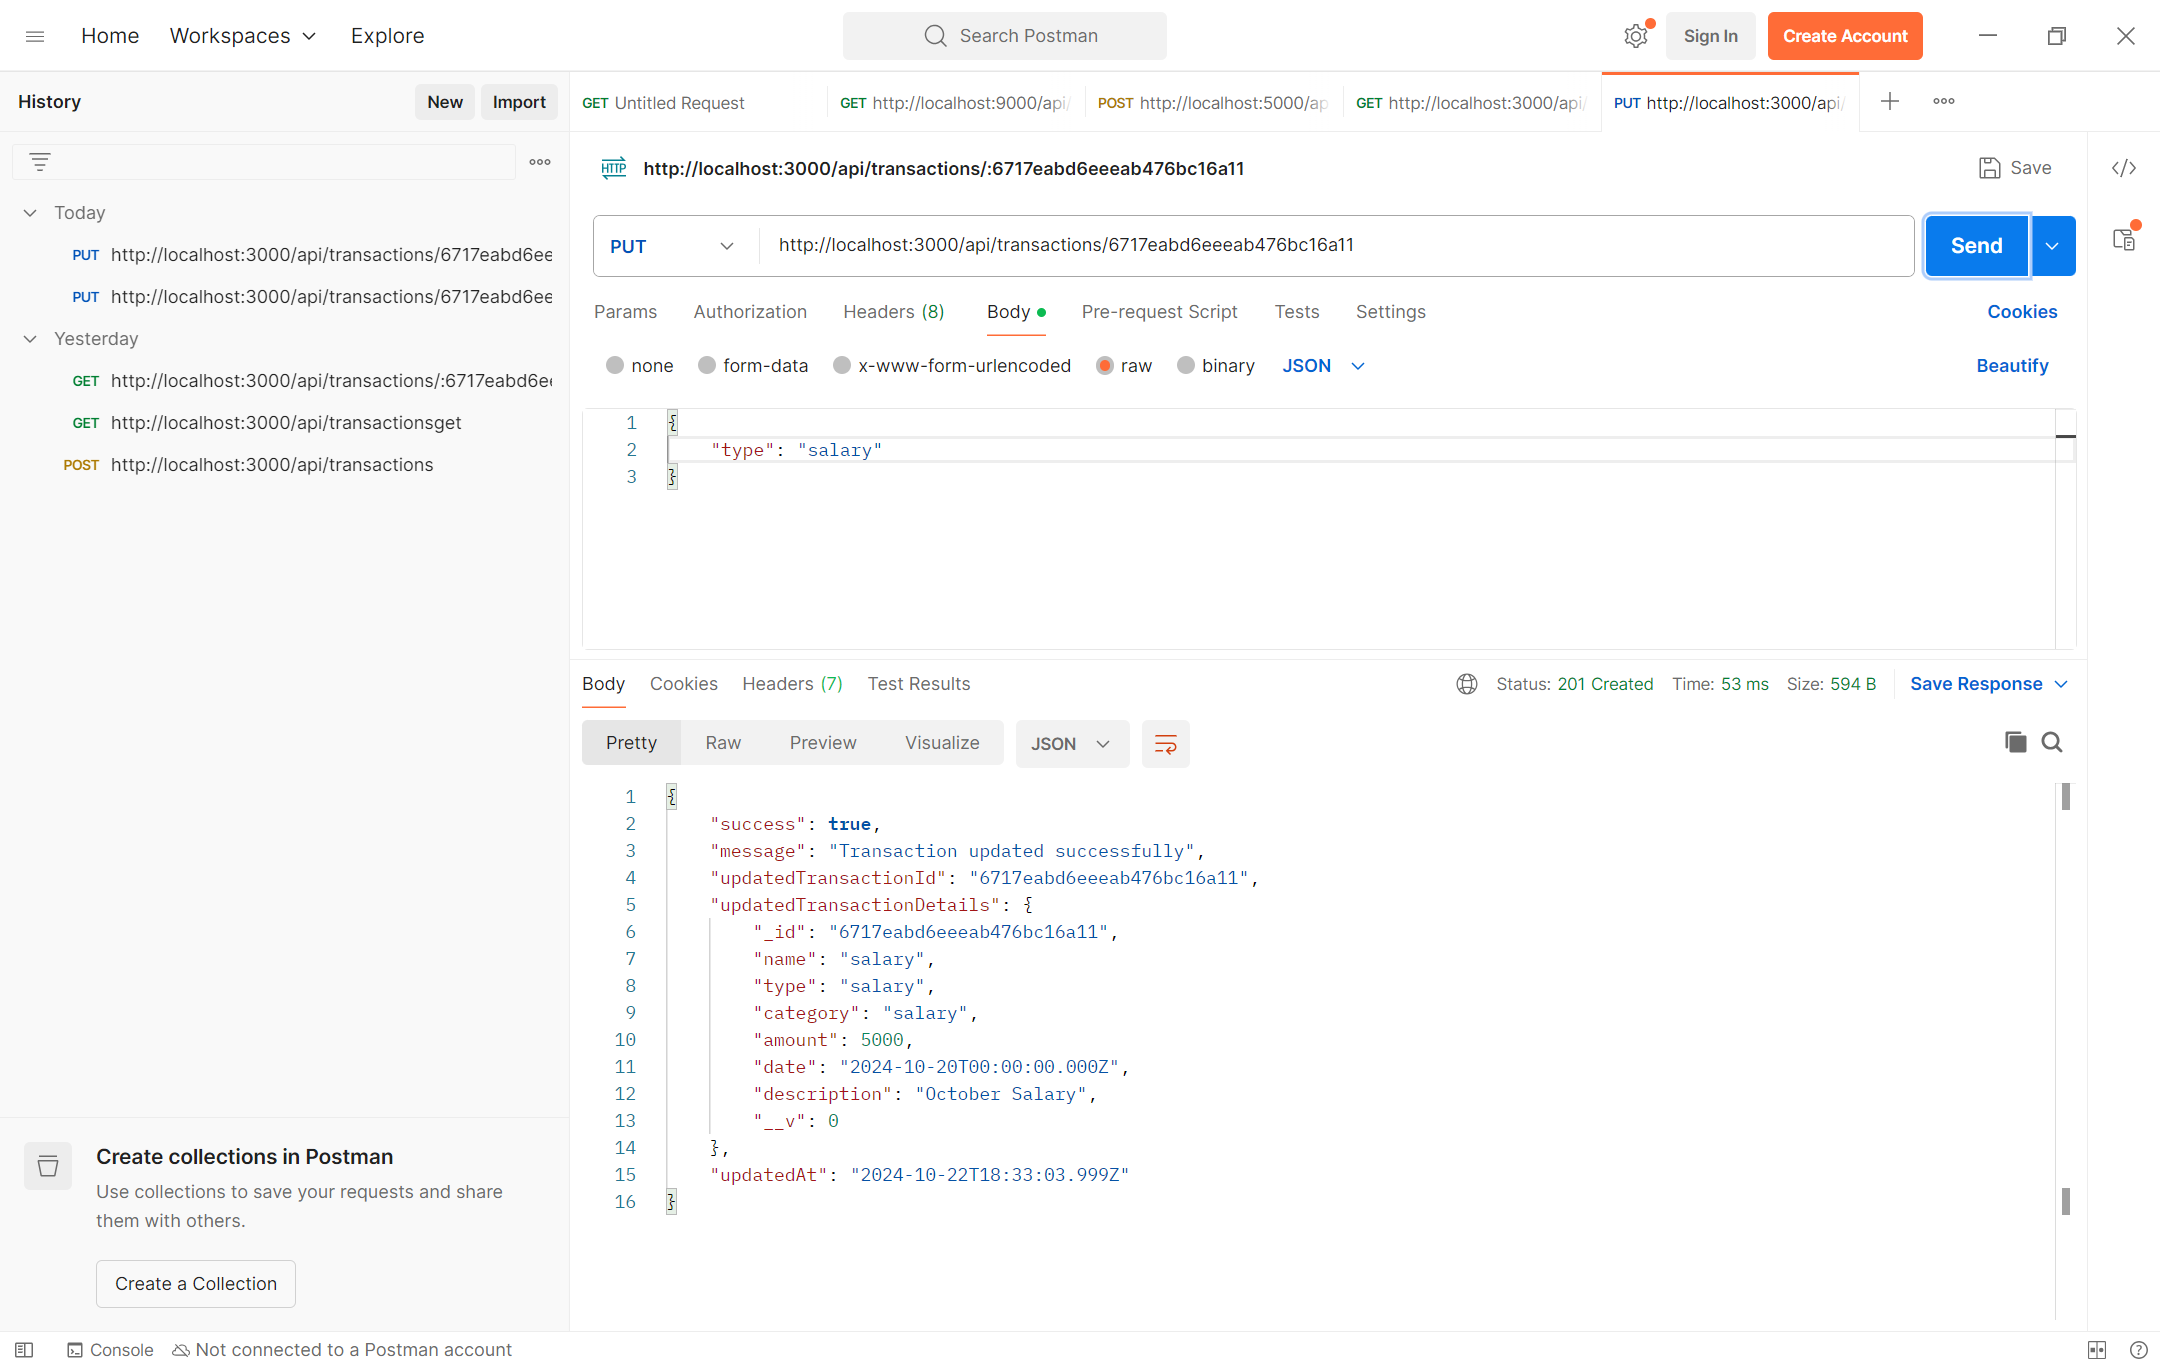 Home Workspaces Explore Search Postman Sign In Create Account
History New Import
GET Untitled Request GET http://localhost:9000/api/ POST http://localhost:5000/ap GET http://localhost:3000/api/ PUT http://localhost:3000/api/
Today
PUT http://localhost:3000/api/transactions/6717eabd6ee
PUT http://localhost:3000/api/transactions/6717eabd6ee
Yesterday
GET http://localhost:3000/api/transactions/:6717eabd6ee
GET http://localhost:3000/api/transactionsget
POST http://localhost:3000/api/transactions
Create collections in Postman
Use collections to save your requests and share
them with others.
Create a Collection
HTTP http://localhost:3000/api/transactions/:6717eabd6eeeab476bc16a11 Save
PUT http://localhost:3000/api/transactions/6717eabd6eeeab476bc16a11 Send
Params Authorization Headers (8) Body Pre-request Script Tests Settings Cookies
none form-data x-www-form-urlencoded raw binary JSON Beautify
1 {
2 "type": "salary"
3 }
Body Cookies Headers (7) Test Results Status: 201 Created Time: 53 ms Size: 594 B Save Response
Pretty Raw Preview Visualize JSON
1 {
2 "success": true,
3 "message": "Transaction updated successfully",
4 "updatedTransactionId": "6717eabd6eeeab476bc16a11",
5 "updatedTransactionDetails": {
6 "_id": "6717eabd6eeeab476bc16a11",
7 "name": "salary",
8 "type": "salary",
9 "category": "salary",
10 "amount": 5000,
11 "date": "2024-10-20T00:00:00.000Z",
12 "description": "October Salary",
13 "__v": 0
14 },
15 "updatedAt": "2024-10-22T18:33:03.999Z"
16 }
Console Not connected to a Postman account